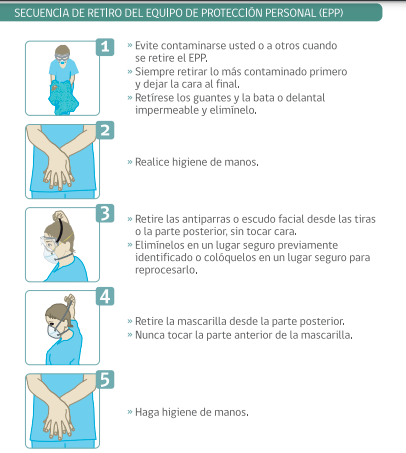 SECUENCIA DE RETIRO DEL EQUIPO DE PROTECCIÓN PERSONAL (EPP)
1
» Evite contaminarse usted o a otros cuando
se retire el EPP.
» Siempre retirar lo más contaminado primero
y dejar la cara al final.
» Retírese los guantes y la bata o delantal
impermeable y elimínelo.
2
» Realice higiene de manos.
3
» Retire las antiparras o escudo facial desde las tiras
o la parte posterior, sin tocar cara.
» Elimínelos en un lugar seguro previamente
identificado o colóquelos en un lugar seguro para
reprocesarlo.
4
» Retire la mascarilla desde la parte posterior.
» Nunca tocar la parte anterior de la mascarilla.
5
» Haga higiene de manos.